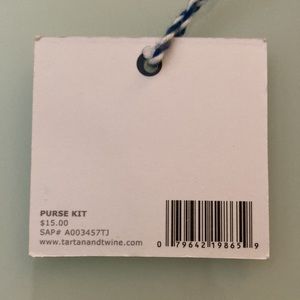 PURSE KIT
$15.00
SAP# A003457TJ
www.tartanandtwine.com
0 79642 19865 9